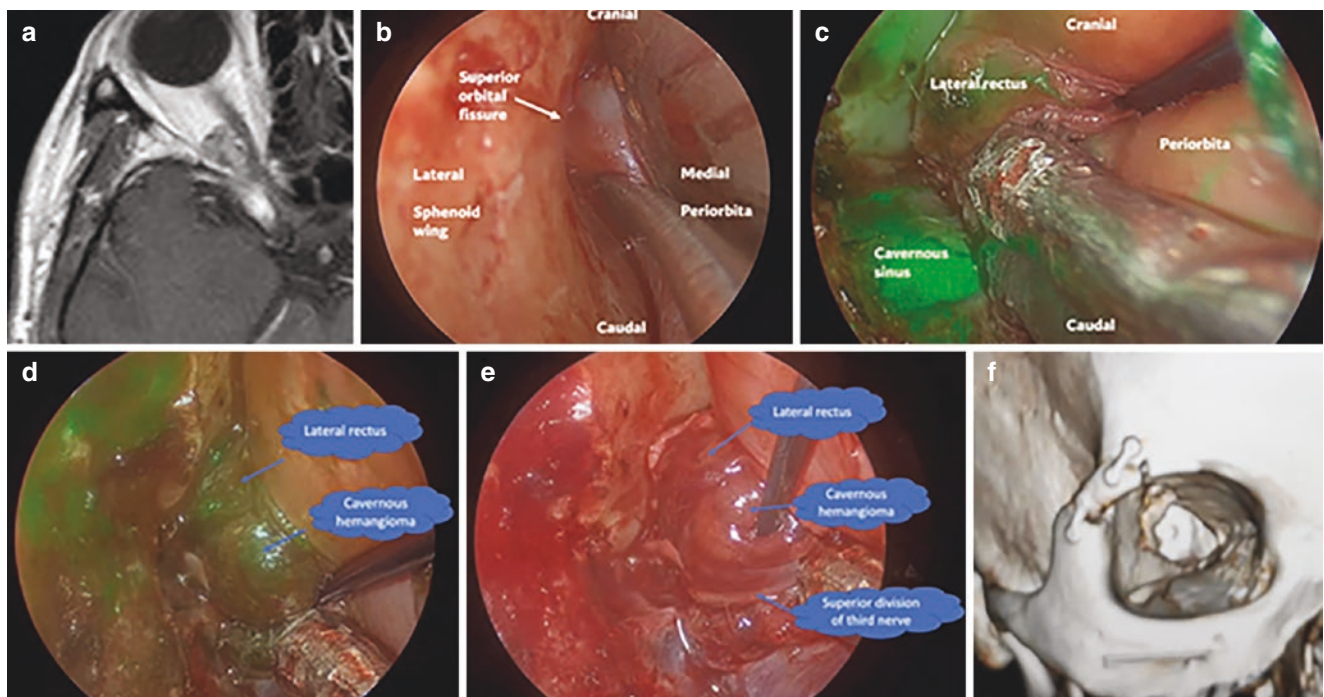 a
b
Cranial
Superior
orbital
fissure
Lateral
Medial
Sphenoid
wing
Periorbita
Caudal
c
Cranial
Lateral rectus
Periorbita
Cavernous
sinus
Caudal
d
Lateral rectus
Cavernous
hemangioma
e
Lateral rectus
Cavernous
hemangioma
Superior division
of third nerve
f